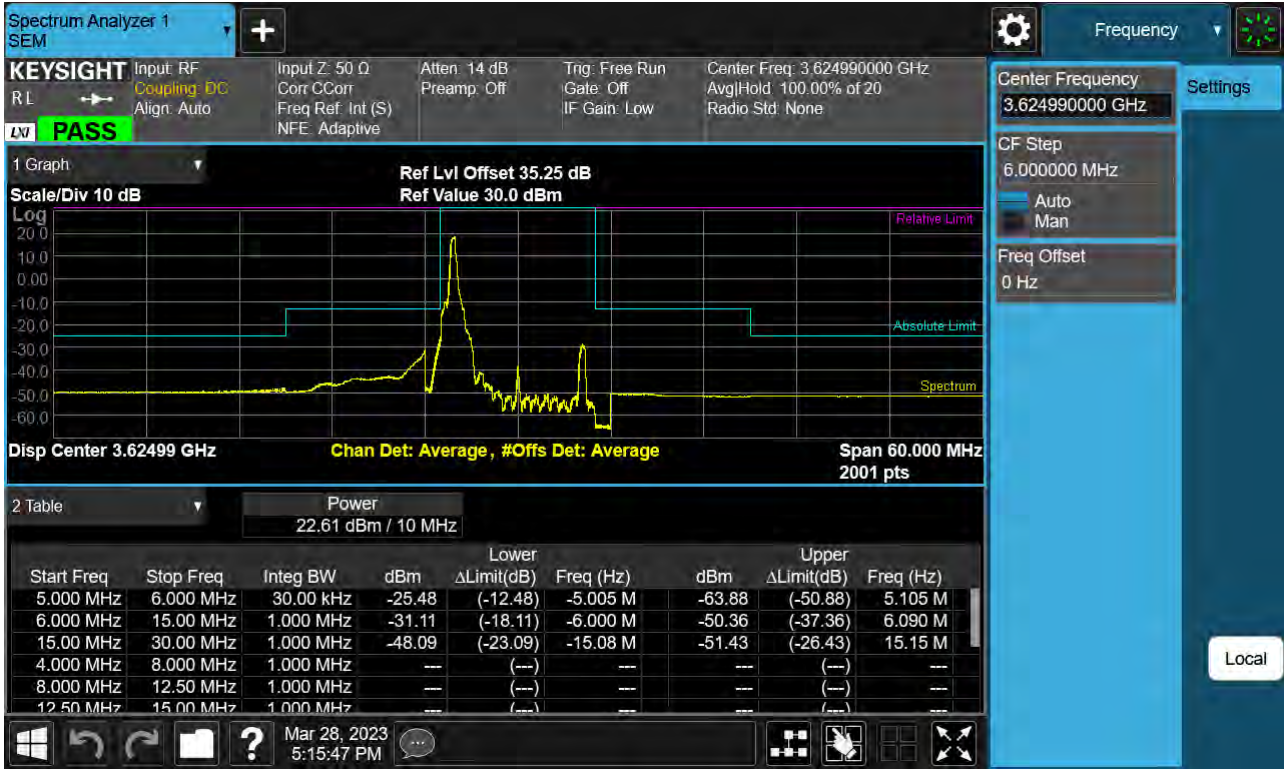 Spectrum Analyzer 1
SEM
+
Frequency
KEYSIGHT
R L
LXI
PASS
Input: RF
Coupling: DC
Align: Auto
Input Z: 50 Ω
Corr CCorr
Freq Ref: Int (S)
NFE: Adaptive
Atten: 14 dB
Preamp: Off
Trig: Free Run
Gate: Off
IF Gain: Low
Center Freq: 3.624990000 GHz
Avg|Hold: 100.00% of 20
Radio Std: None
Center Frequency
3.624990000 GHz
Settings
CF Step
6.000000 MHz
Auto
Man
Freq Offset
0 Hz
Local
1 Graph
Scale/Div 10 dB
Ref Lvl Offset 35.25 dB
Ref Value 30.0 dBm
Log
20.0
10.0
0.00
-10.0
-20.0
-30.0
-40.0
-50.0
-60.0
Relative Limit
Absolute Limit
Spectrum
Disp Center 3.62499 GHz
Chan Det: Average, #Offs Det: Average
Span 60.000 MHz
2001 pts
2 Table
Power
22.61 dBm / 10 MHz
Lower Upper
Start Freq Stop Freq Integ BW dBm ΔLimit(dB) Freq (Hz) dBm ΔLimit(dB) Freq (Hz)
5.000 MHz 6.000 MHz 30.00 kHz -25.48 (-12.48) -5.005 M -63.88 (-50.88) 5.105 M
6.000 MHz 15.00 MHz 1.000 MHz -31.11 (-18.11) -6.000 M -50.36 (-37.36) 6.090 M
15.00 MHz 30.00 MHz 1.000 MHz -48.09 (-23.09) -15.08 M -51.43 (-26.43) 15.15 M
4.000 MHz 8.000 MHz 1.000 MHz --- (---) --- --- (---) ---
8.000 MHz 12.50 MHz 1.000 MHz --- (---) --- --- (---) ---
12.50 MHz 15.00 MHz 1.000 MHz --- (---) --- --- (---) ---
?
Mar 28, 2023
5:15:47 PM